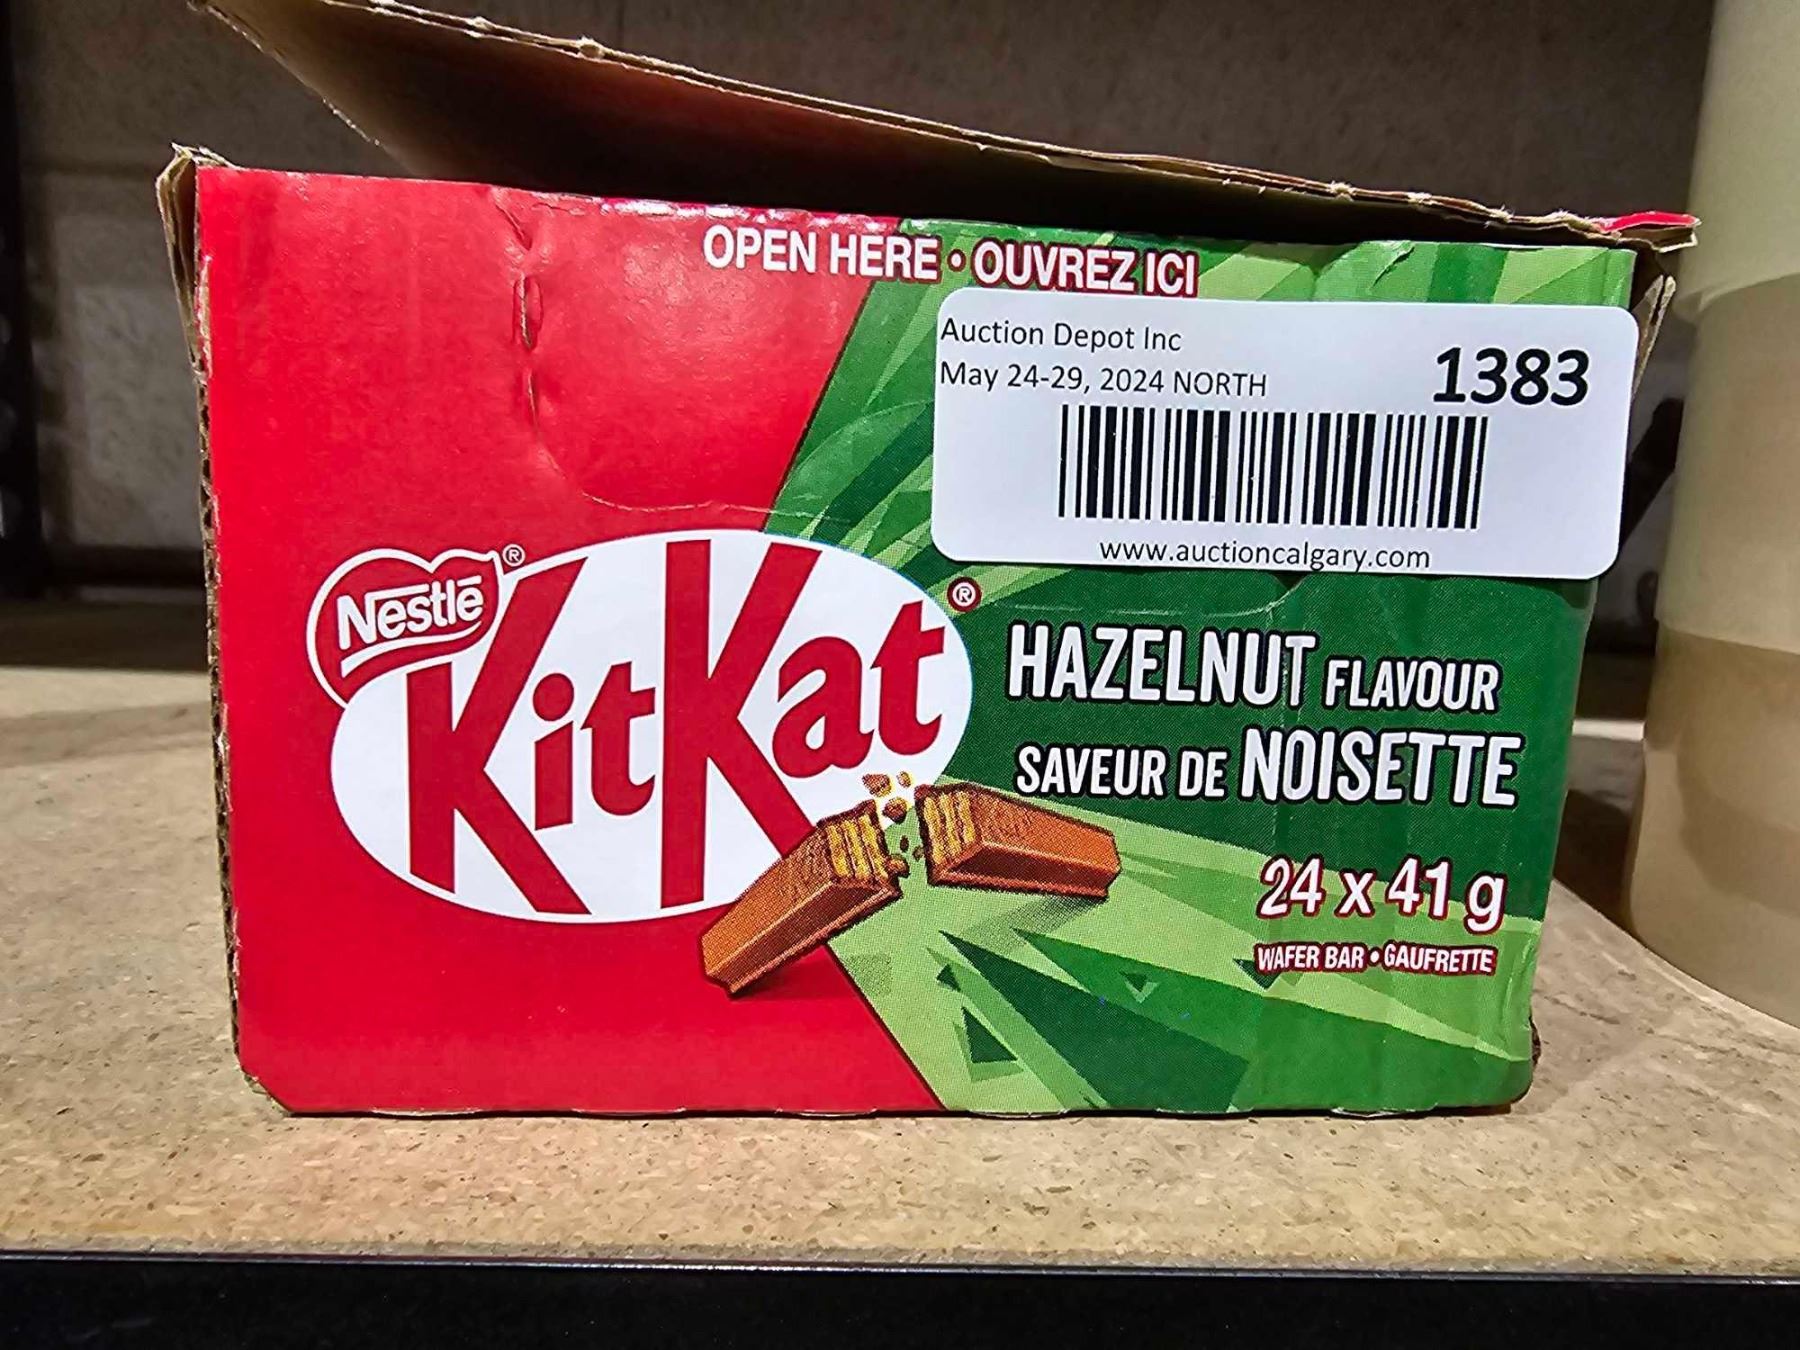 OPEN HERE • OUVREZ ICI
Auction Depot Inc
May 24-29, 2024 NORTH
1383
www.auctioncalgary.com
Nestlē®
KitKat®
HAZELNUT FLAVOUR
SAVEUR DE NOISETTE
24 x 41 g
WAFER BAR • GAUFRETTE